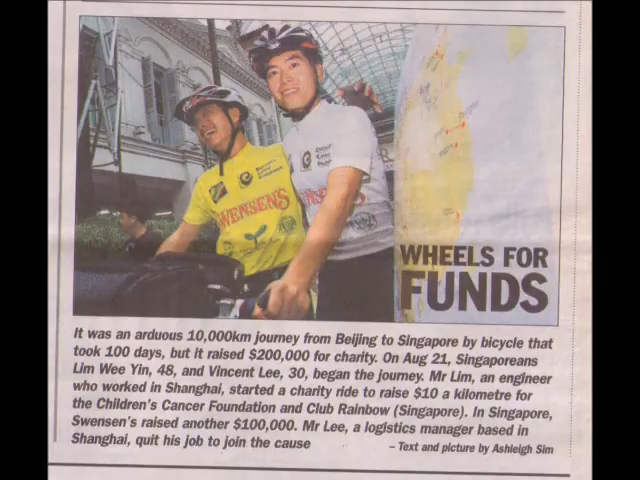 SWENSENS
WHEELS FOR
FUNDS
It was an arduous 10,000km journey from Beijing to Singapore by bicycle that
took 100 days, but it raised $200,000 for charity. On Aug 21, Singaporeans
Lim Wee Yin, 48, and Vincent Lee, 30, began the journey. Mr Lim, an engineer
who worked in Shanghai, started a charity ride to raise $10 a kilometre for
the Children's Cancer Foundation and Club Rainbow (Singapore). In Singapore,
Swensen's raised another $100,000. Mr Lee, a logistics manager based in
Shanghai, quit his job to join the cause
– Text and picture by Ashleigh Sim